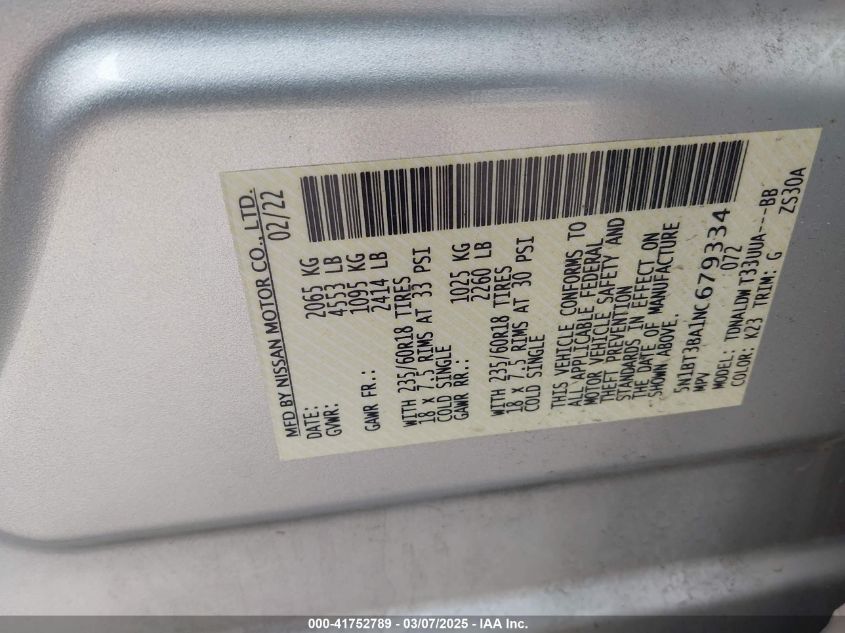 MFD BY NISSAN MOTOR CO., LTD.
DATE: 02/22
GVWR: 2065 KG
4553 LB
GAWR FR.: 1095 KG
2414 LB
WITH 235/60R18 TIRES
18 X 7.5 RIMS AT 33 PSI
COLD SINGLE
GAWR RR.: 1025 KG
2260 LB
WITH 235/60R18 TIRES
18 X 7.5 RIMS AT 30 PSI
COLD SINGLE
THIS VEHICLE CONFORMS TO
ALL APPLICABLE FEDERAL
MOTOR VEHICLE SAFETY AND
THEFT PREVENTION
STANDARDS IN EFFECT ON
THE DATE OF MANUFACTURE
SHOWN ABOVE.
5N1BT3BA1NC679334
MPV 072
MODEL: TDNALDWT33UUA---BB
COLOR: K23 TRIM: G ZS30A
000-41752789 - 03/07/2025 - IAA Inc.